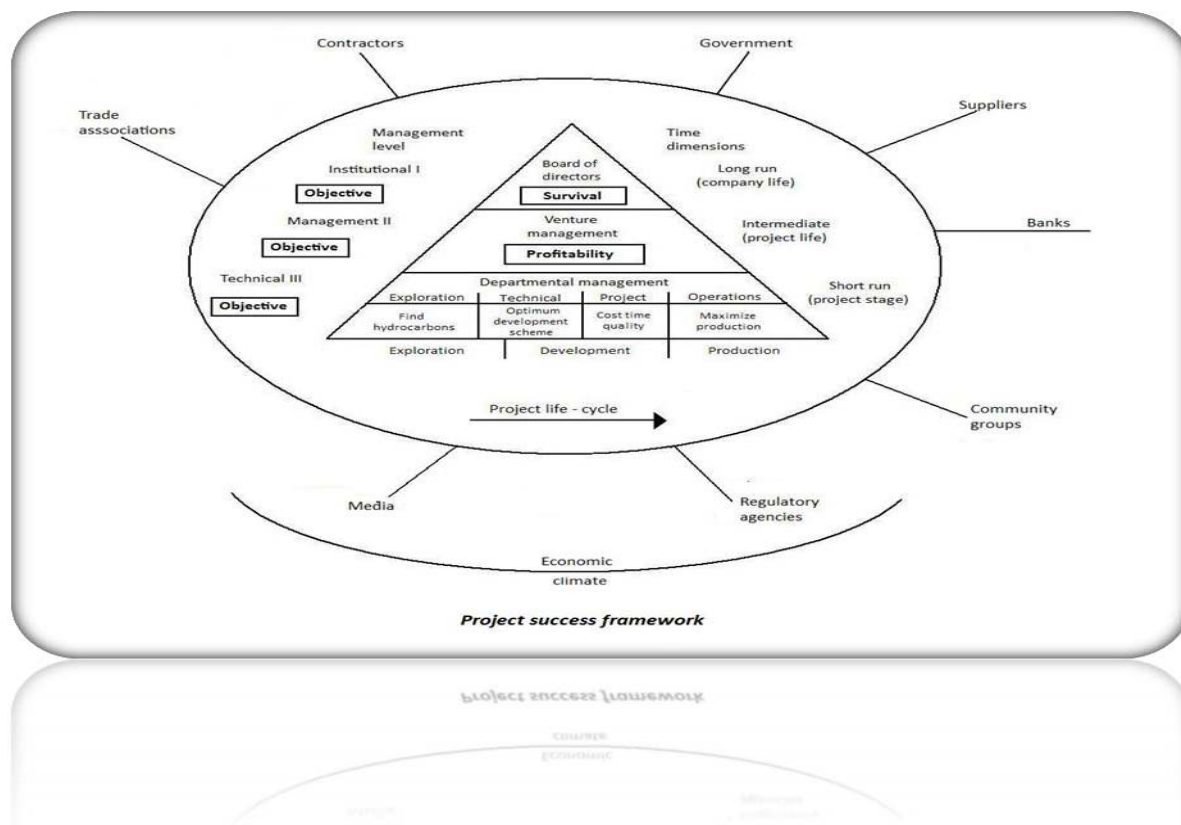 Contractors
Government
Trade
asssociations
Suppliers
Management
level
Time
dimensions
Institutional I
Objective
Board of
directors
Survival
Long run
(company life)
Management II
Objective
Venture
management
Profitability
Intermediate
(project life)
Banks
Technical III
Objective
Departmental management
Exploration Technical Project Operations
Find
hydrocarbons
Optimum
development
scheme
Cost time
quality
Maximize
production
Short run
(project stage)
Exploration Development Production
Project life - cycle
Community
groups
Media
Regulatory
agencies
Economic
climate
Project success framework